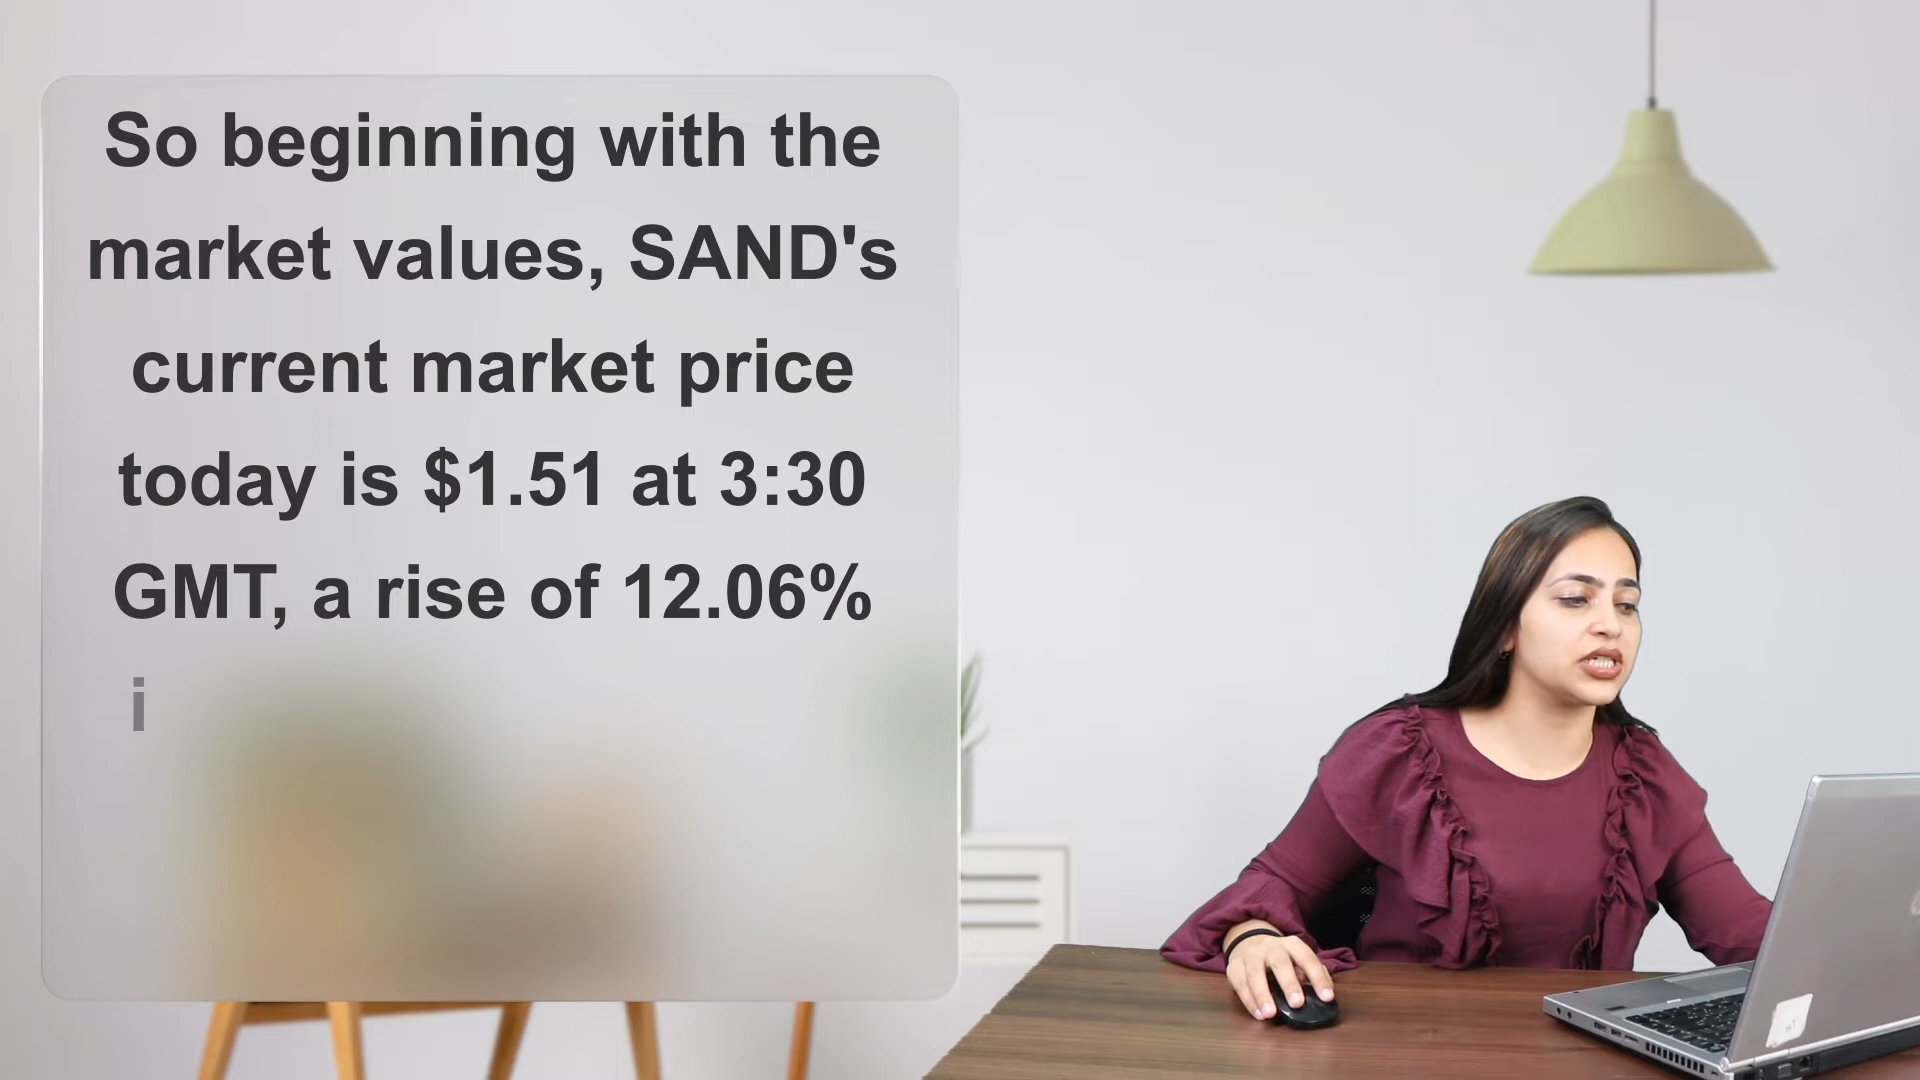 So beginning with the
market values, SAND's
current market price
today is $1.51 at 3:30
GMT, a rise of 12.06%
i